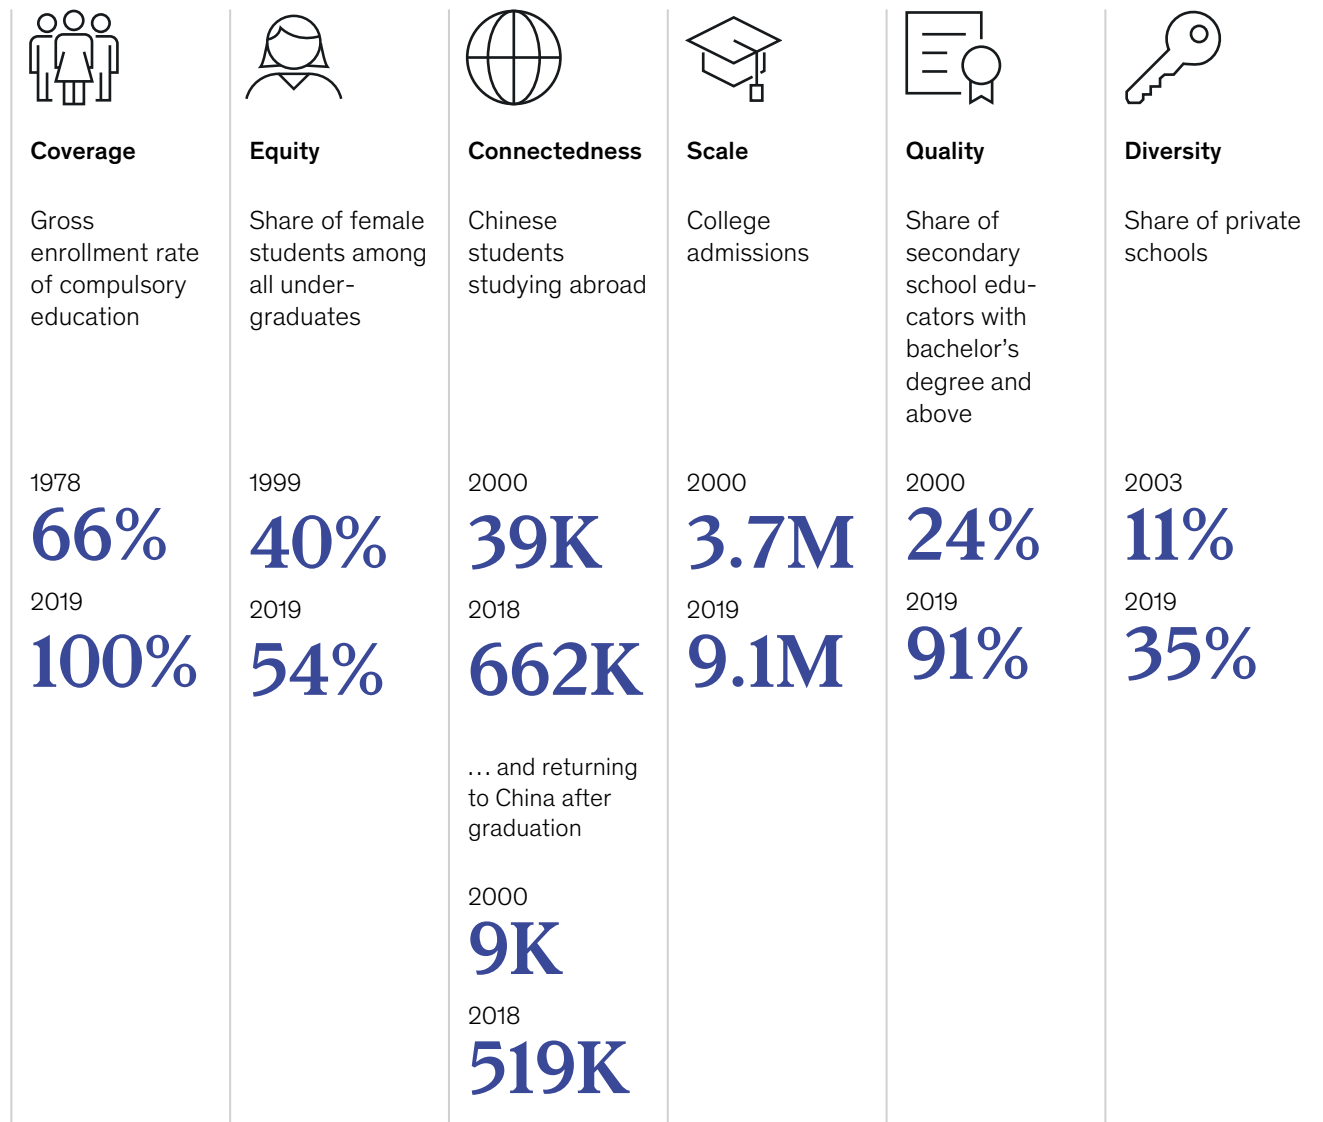 Coverage
Gross
enrollment rate
of compulsory
education
1978
66%
2019
100%
Equity
Share of female
students among
all under-
graduates
1999
40%
2019
54%
Connectedness
Chinese
students
studying abroad
2000
39K
2018
662K
... and returning
to China after
graduation
2000
9K
2018
519K
Scale
College
admissions
2000
3.7M
2019
9.1M
Quality
Share of
secondary
school edu-
cators with
bachelor’s
degree and
above
2000
24%
2019
91%
Diversity
Share of private
schools
2003
11%
2019
35%